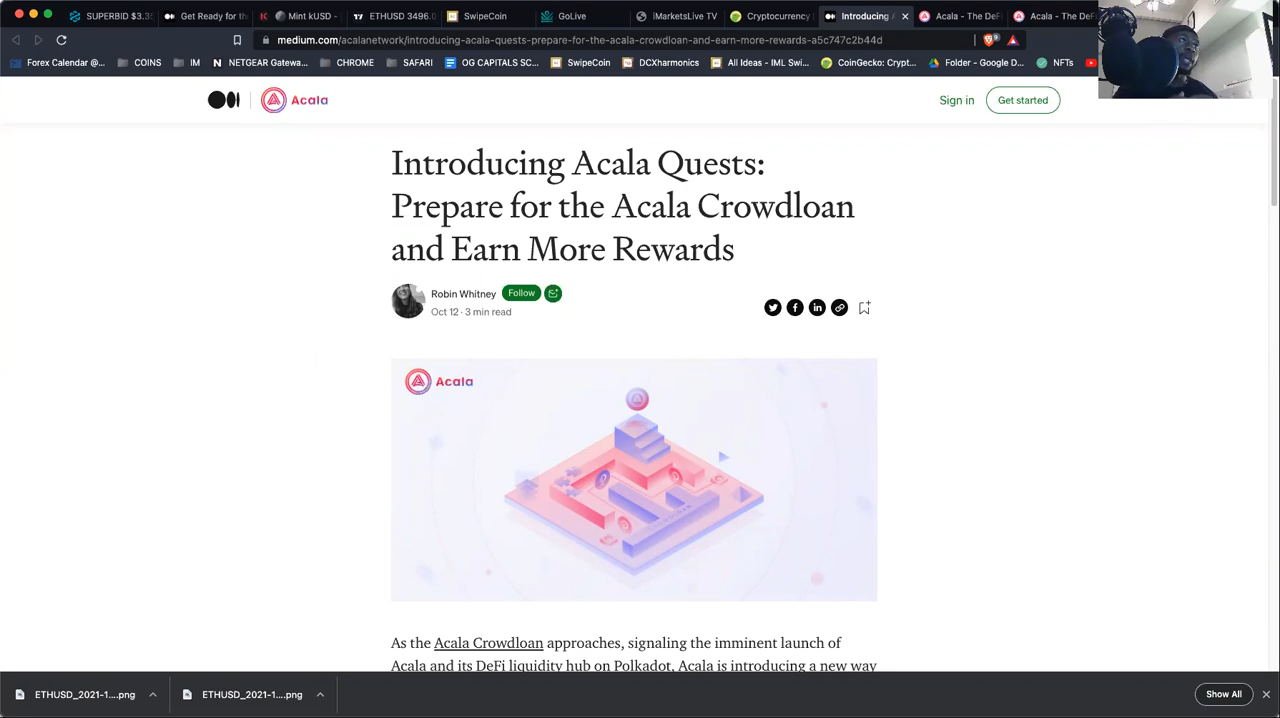 SUPERBID $3.3
Get Ready for th
Mint kUSD -
ETHUSD 3496.0
SwipeCoin
GoLive
iMarketsLive TV
Cryptocurrency
Introducing A
Acala - The DeF
Acala - The DeF
medium.com/acalanetwork/introducing-acala-quests-prepare-for-the-acala-crowdloan-and-earn-more-rewards-a5c747c2b44d
Forex Calendar @...
COINS
IM
NETGEAR Gatewa...
CHROME
SAFARI
OG CAPITALS SC...
SwipeCoin
DCXharmonics
All Ideas - IML Swi...
CoinGecko: Crypt...
Folder - Google D...
NFTs
Acala
Sign in
Get started
Introducing Acala Quests:
Prepare for the Acala Crowdloan
and Earn More Rewards
Robin Whitney
Follow
Oct 12 · 3 min read
Acala
As the Acala Crowdloan approaches, signaling the imminent launch of
Acala and its DeFi liquidity hub on Polkadot, Acala is introducing a new way
ETHUSD_2021-1....png
ETHUSD_2021-1....png
Show All